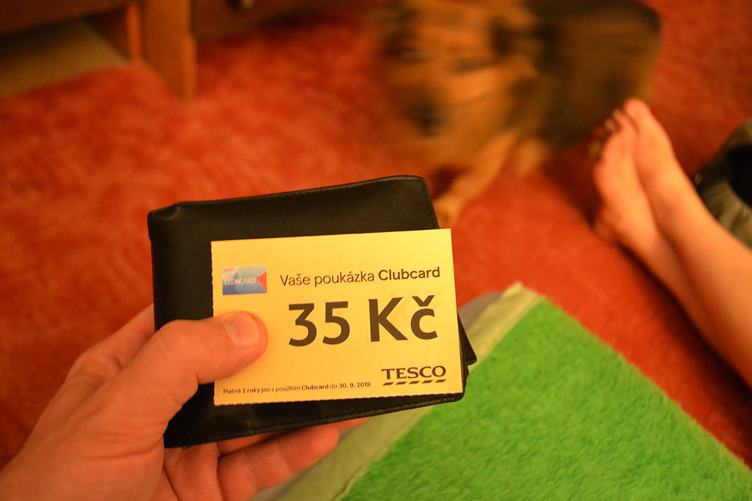 CLUBCARD
Vaše poukázka Clubcard
35 Kč
TESCO
Platné 2 roky jen s použitím Clubcard do 30. 9. 2019.